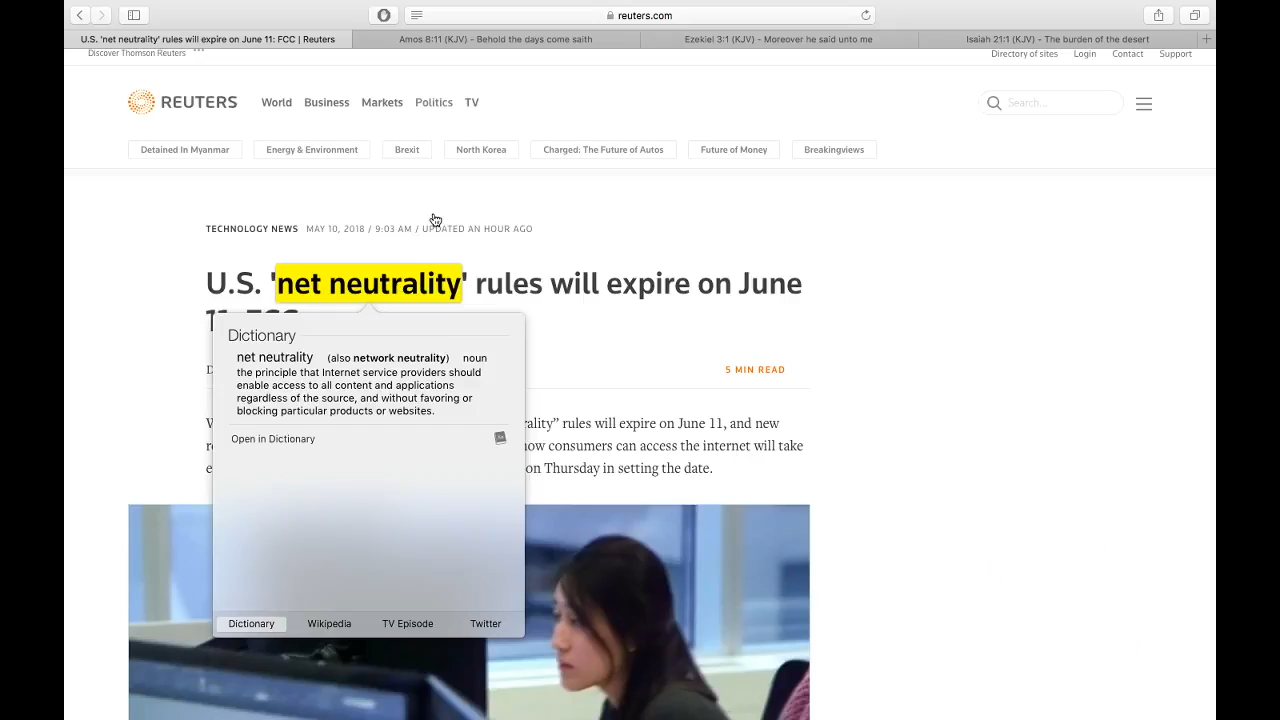 reuters.com
U.S. 'net neutrality' rules will expire on June 11: FCC | Reuters
Amos 8:11 (KJV) - Behold the days come saith
Ezekiel 3:1 (KJV) - Moreover he said unto me
Isaiah 21:1 (KJV) - The burden of the desert
Discover Thomson Reuters
Directory of sites Login Contact Support
REUTERS World Business Markets Politics TV
Search...
Detained In Myanmar Energy & Environment Brexit North Korea Charged: The Future of Autos Future of Money Breakingviews
TECHNOLOGY NEWS MAY 10, 2018 / 9:03 AM / UPDATED AN HOUR AGO
U.S. 'net neutrality' rules will expire on June
11: FCC
5 MIN READ
Dictionary
net neutrality (also network neutrality) noun
the principle that Internet service providers should
enable access to all content and applications
regardless of the source, and without favoring or
blocking particular products or websites.
Open in Dictionary
rules will expire on June 11, and new
how consumers can access the internet will take
on Thursday in setting the date.
Dictionary Wikipedia TV Episode Twitter